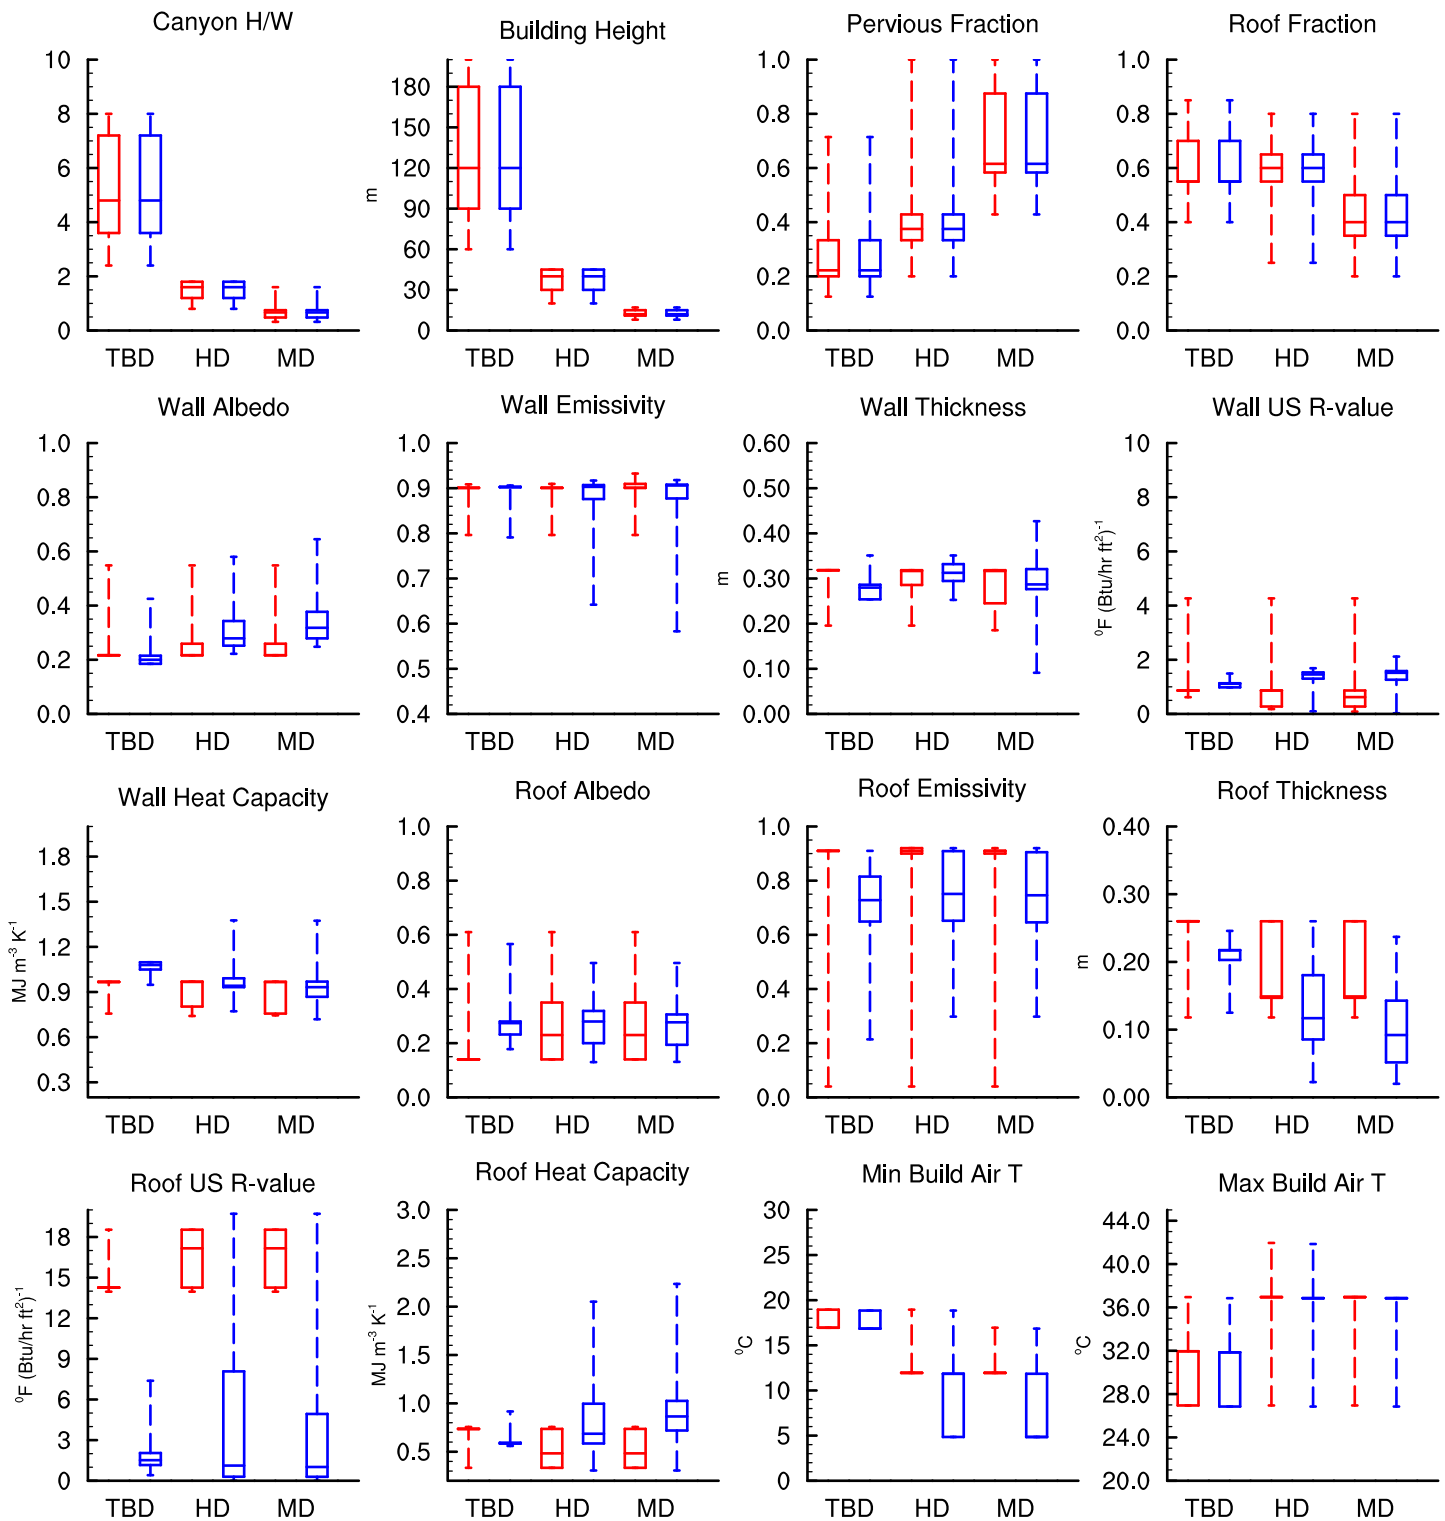 Canyon H/W
Building Height
Pervious Fraction
Roof Fraction
10
8
6
4
2
0
TBD HD MD
m
180
150
120
90
60
30
0
TBD HD MD
1.0
0.8
0.6
0.4
0.2
0.0
TBD HD MD
1.0
0.8
0.6
0.4
0.2
0.0
TBD HD MD
Wall Albedo
Wall Emissivity
Wall Thickness
Wall US R-value
1.0
0.8
0.6
0.4
0.2
0.0
TBD HD MD
1.0
0.9
0.8
0.7
0.6
0.5
0.4
TBD HD MD
m
0.60
0.50
0.40
0.30
0.20
0.10
0.00
TBD HD MD
⁰F (Btu/hr ft²)⁻¹
10
8
6
4
2
0
TBD HD MD
Wall Heat Capacity
Roof Albedo
Roof Emissivity
Roof Thickness
MJ m⁻³ K⁻¹
1.8
1.5
1.2
0.9
0.6
0.3
TBD HD MD
1.0
0.8
0.6
0.4
0.2
0.0
TBD HD MD
1.0
0.8
0.6
0.4
0.2
0.0
TBD HD MD
m
0.40
0.30
0.20
0.10
0.00
TBD HD MD
Roof US R-value
Roof Heat Capacity
Min Build Air T
Max Build Air T
⁰F (Btu/hr ft²)⁻¹
18
15
12
9
6
3
0
TBD HD MD
MJ m⁻³ K⁻¹
3.0
2.5
2.0
1.5
1.0
0.5
TBD HD MD
⁰C
30
25
20
15
10
5
0
TBD HD MD
°C
44.0
40.0
36.0
32.0
28.0
24.0
20.0
TBD HD MD